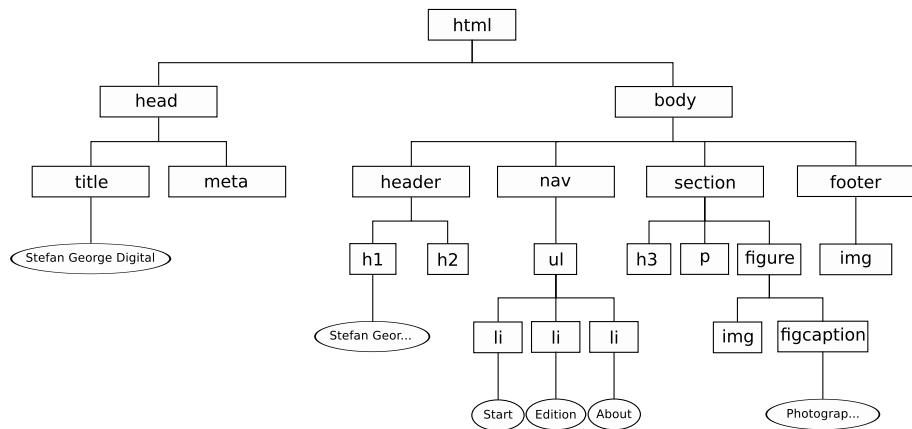 html
head
body
title
meta
header
nav
section
footer
Stefan George Digital
h1
h2
ul
h3
p
figure
img
Stefan Geor...
li
li
li
img
figcaption
Start
Edition
About
Photograp...